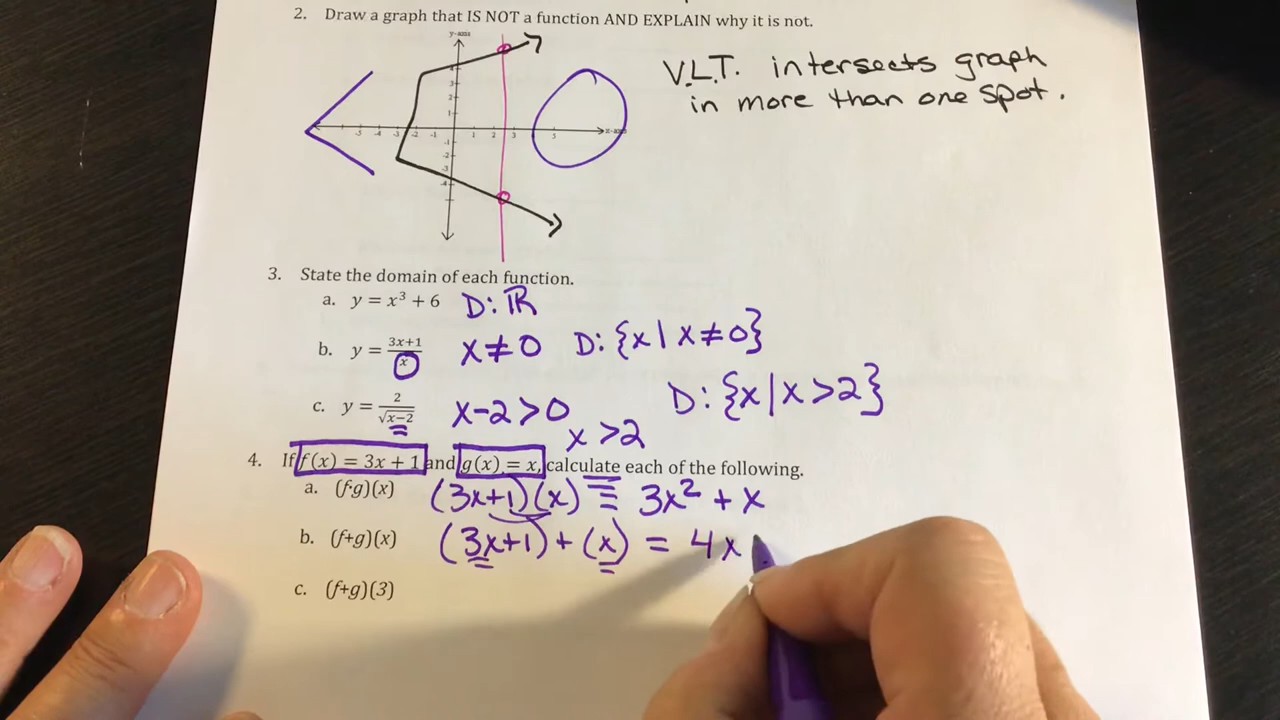 2. Draw a graph that IS NOT a function AND EXPLAIN why it is not.
y-axis
V.L.T. intersects graph
in more than one spot.
3. State the domain of each function.
a. y = x³ + 6 D: ℝ
b. y = 3x+1/x x≠0 D: {x | x≠0}
c. y = 2/√x−2 x-2>0 D: {x | x>2}
x>2
4. If f(x) = 3x + 1 and g(x) = x, calculate each of the following.
a. (f·g)(x) (3x+1)(x) = 3x² + x
b. (f+g)(x) (3x+1) + (x) = 4x
c. (f+g)(3)